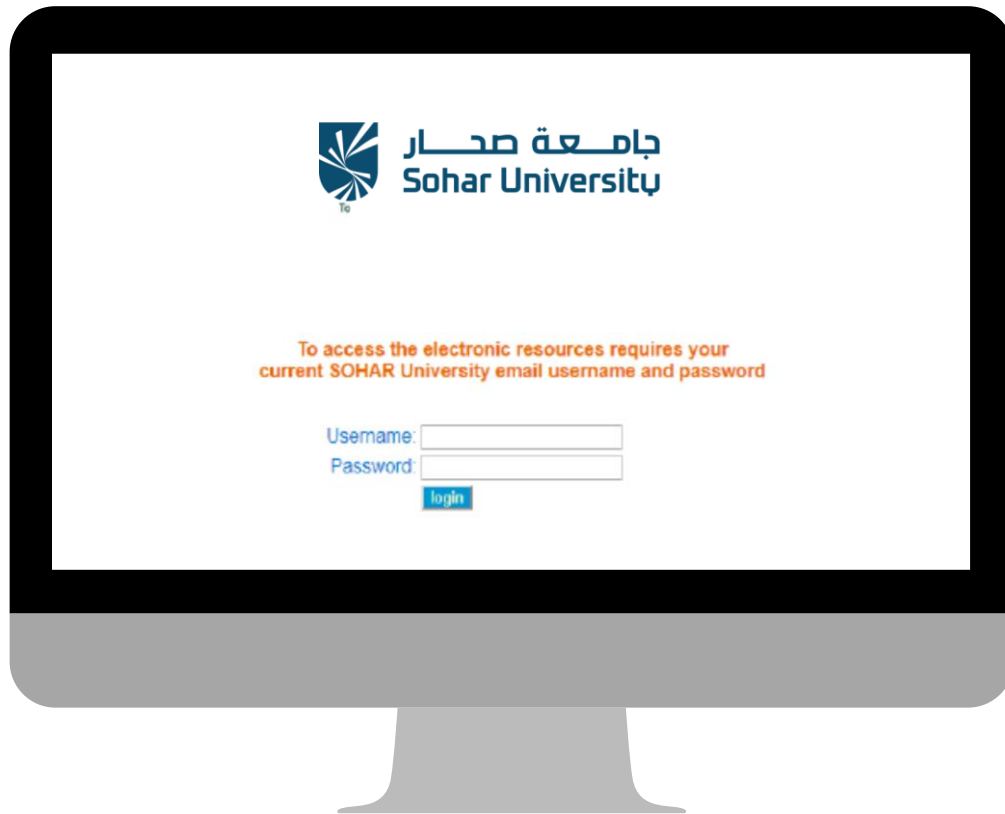 جامعة صحار
Sohar University
To access the electronic resources requires your
current SOHAR University email username and password
Username:
Password:
login